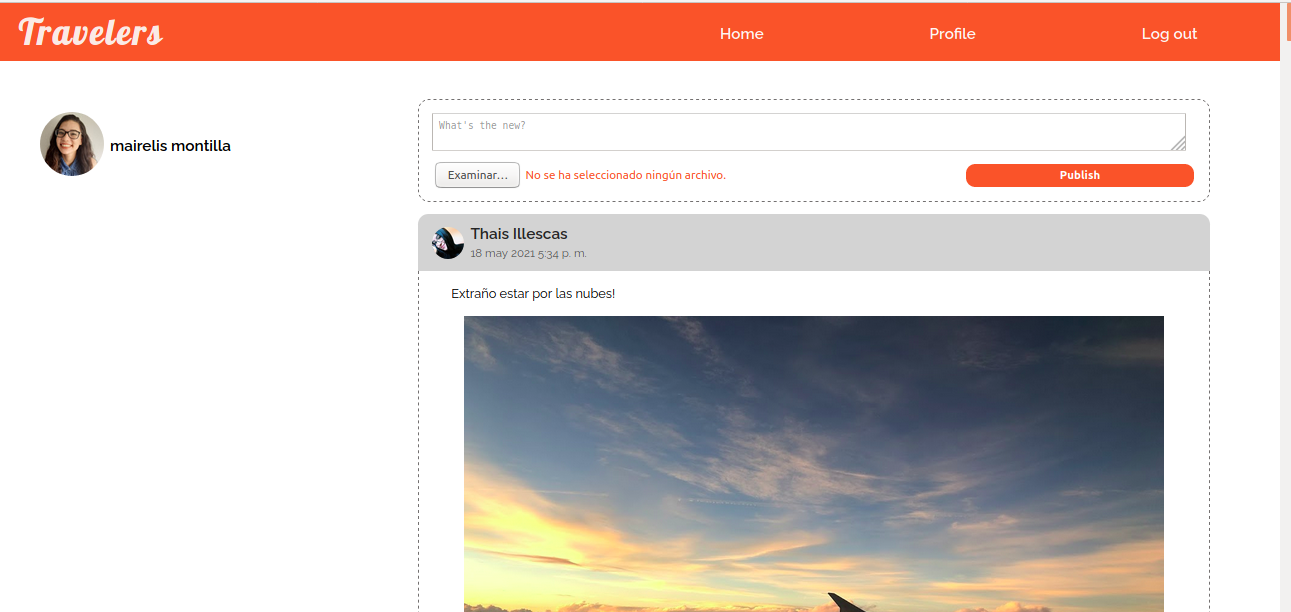 Travelers
Home
Profile
Log out
mairelis montilla
What's the new?
Examinar...
No se ha seleccionado ningún archivo.
Publish
Thais Illescas
18 may 2021 5:34 p. m.
Extraño estar por las nubes!